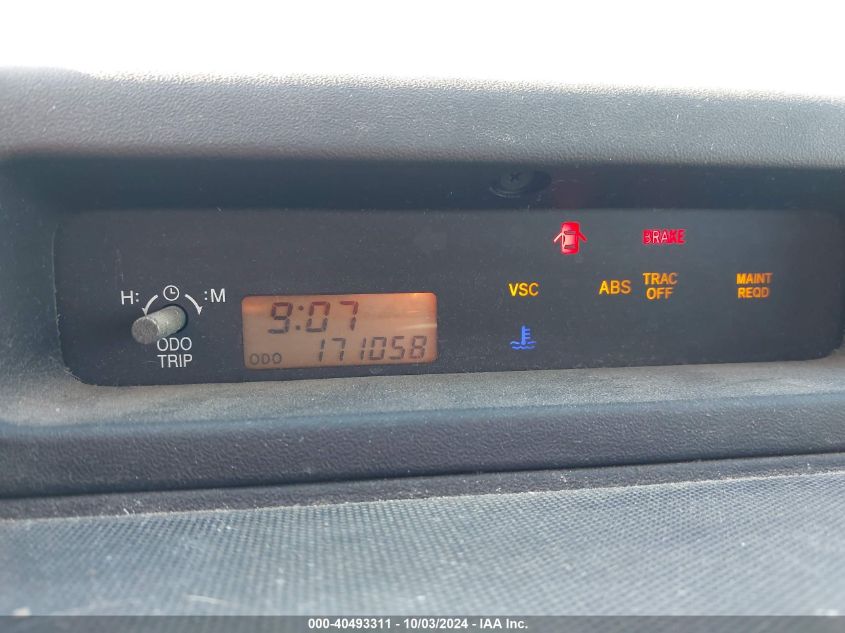 BRAKE
VSC
ABS
TRAC
OFF
MAINT
REQD
H: :M
9:07
ODO 171058
ODO
TRIP
000-40493311 - 10/03/2024 - IAA Inc.